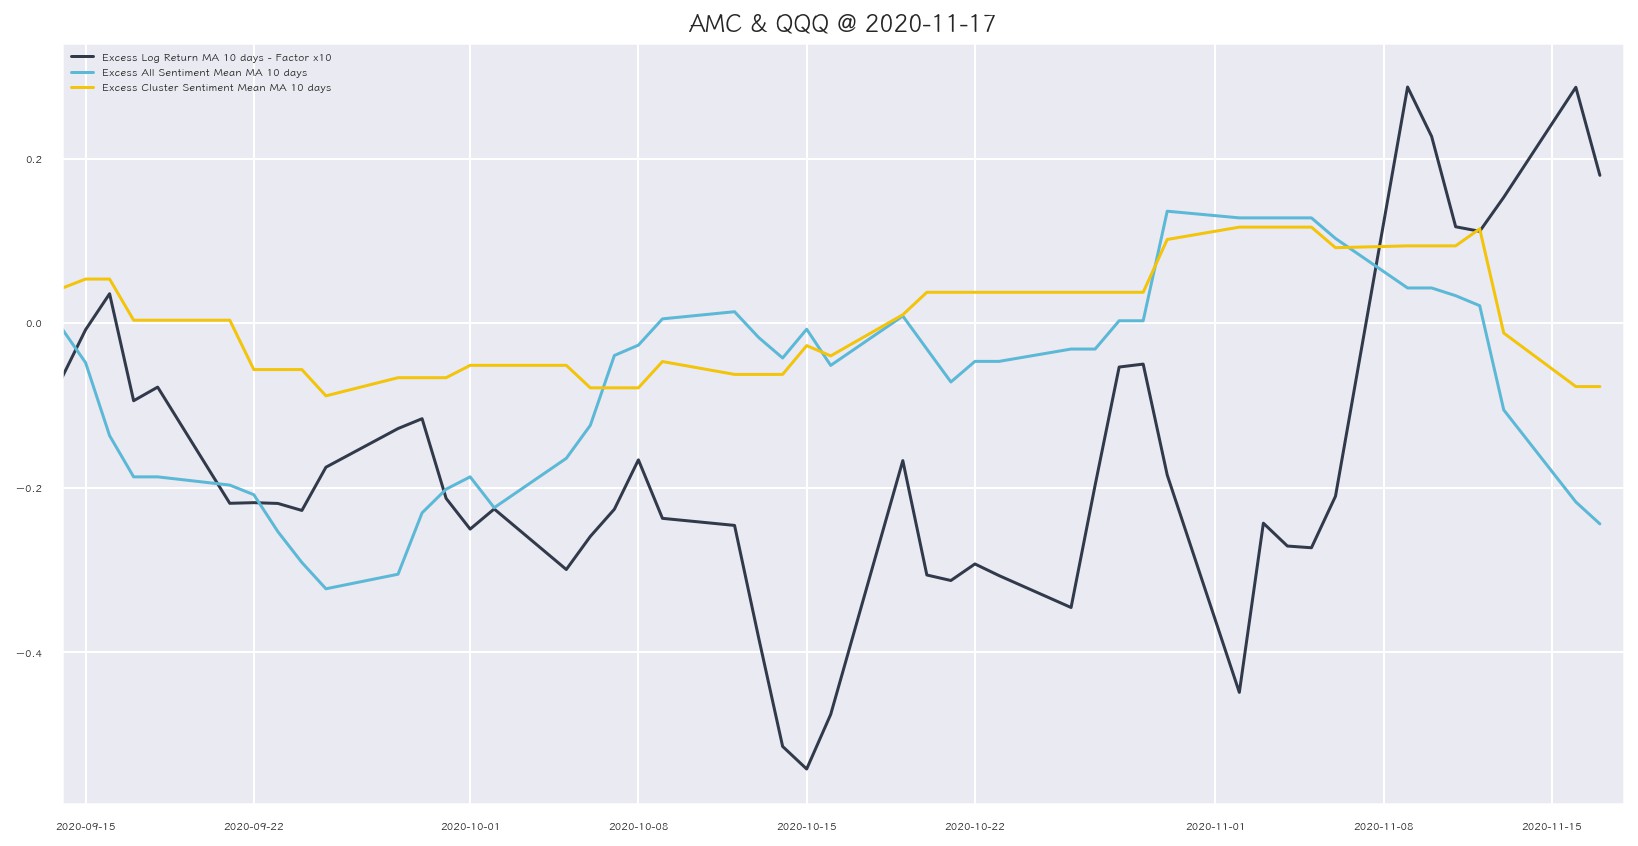 AMC & QQQ @ 2020-11-17
Excess Log Return MA 10 days - Factor x10
Excess All Sentiment Mean MA 10 days
Excess Cluster Sentiment Mean MA 10 days
0.2
0.0
−0.2
−0.4
2020-09-15 2020-09-22 2020-10-01 2020-10-08 2020-10-15 2020-10-22 2020-11-01 2020-11-08 2020-11-15